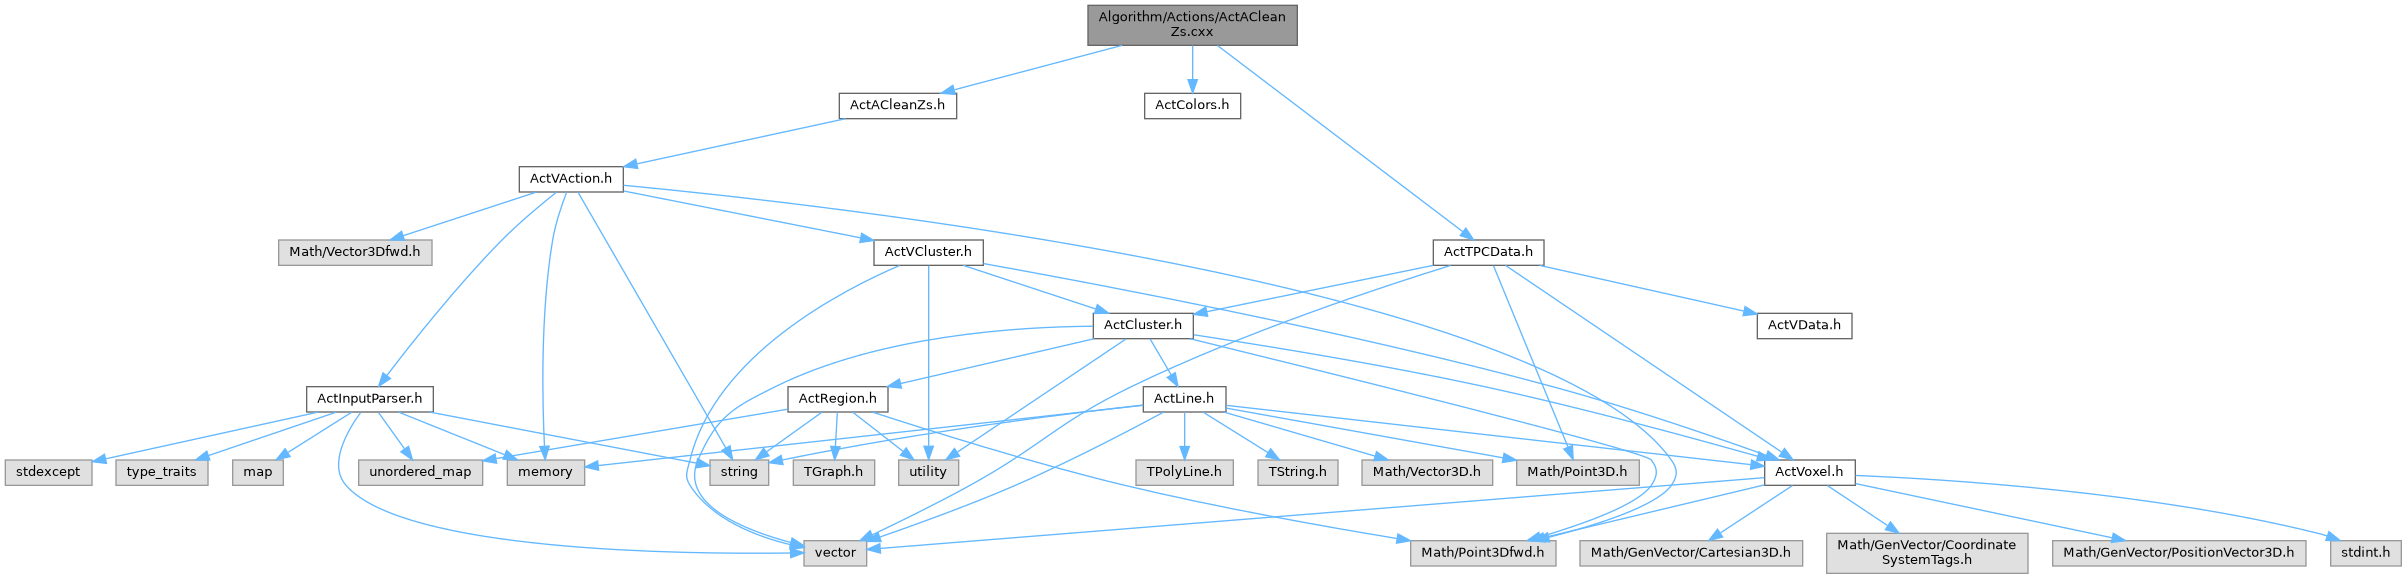 Algorithm/Actions/ActAClean
Zs.cxx
ActACleanZs.h
ActColors.h
ActVAction.h
Math/Vector3Dfwd.h
ActVCluster.h
ActTPCData.h
ActCluster.h
ActVData.h
ActInputParser.h
ActRegion.h
ActLine.h
stdexcept
type_traits
map
unordered_map
memory
string
TGraph.h
utility
TPolyLine.h
TString.h
Math/Vector3D.h
Math/Point3D.h
ActVoxel.h
vector
Math/Point3Dfwd.h
Math/GenVector/Cartesian3D.h
Math/GenVector/Coordinate
SystemTags.h
Math/GenVector/PositionVector3D.h
stdint.h